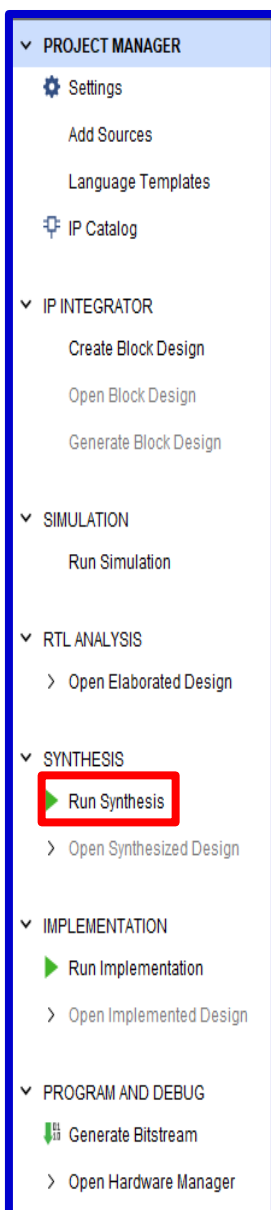 PROJECT MANAGER
Settings
Add Sources
Language Templates
IP Catalog
IP INTEGRATOR
Create Block Design
Open Block Design
Generate Block Design
SIMULATION
Run Simulation
RTL ANALYSIS
Open Elaborated Design
SYNTHESIS
Run Synthesis
Open Synthesized Design
IMPLEMENTATION
Run Implementation
Open Implemented Design
PROGRAM AND DEBUG
Generate Bitstream
Open Hardware Manager